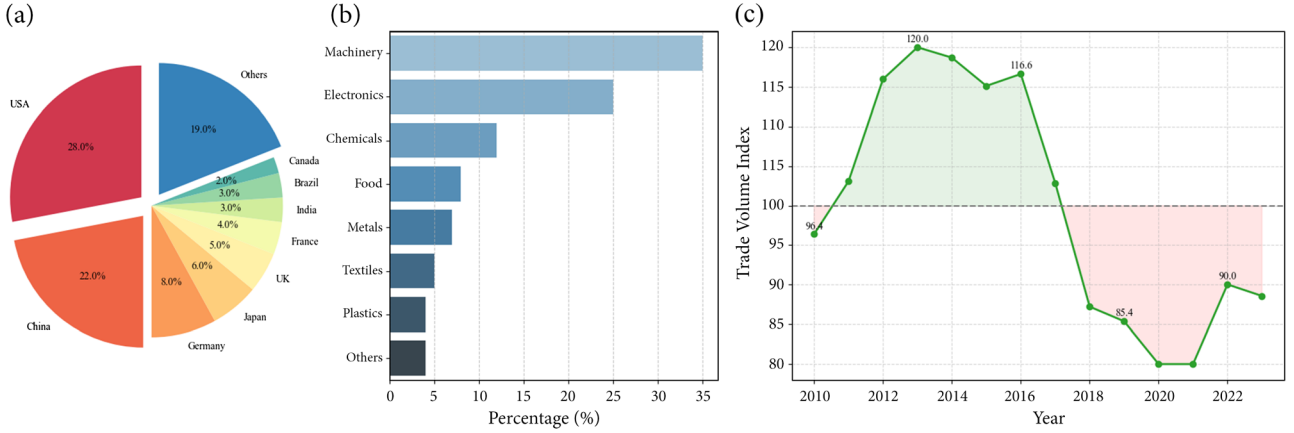 (a)
USA
28.0%
Others
19.0%
Canada
2.0%
Brazil
3.0%
India
3.0%
France
4.0%
UK
5.0%
Japan
6.0%
Germany
8.0%
China
22.0%
(b)
Machinery
Electronics
Chemicals
Food
Metals
Textiles
Plastics
Others
0 5 10 15 20 25 30 35
Percentage (%)
(c)
Trade Volume Index
120
115
110
115
100
95
90
85
80
96.4
120.0
116.6
85.4
90.0
2010 2012 2014 2016 2018 2020 2022
Year